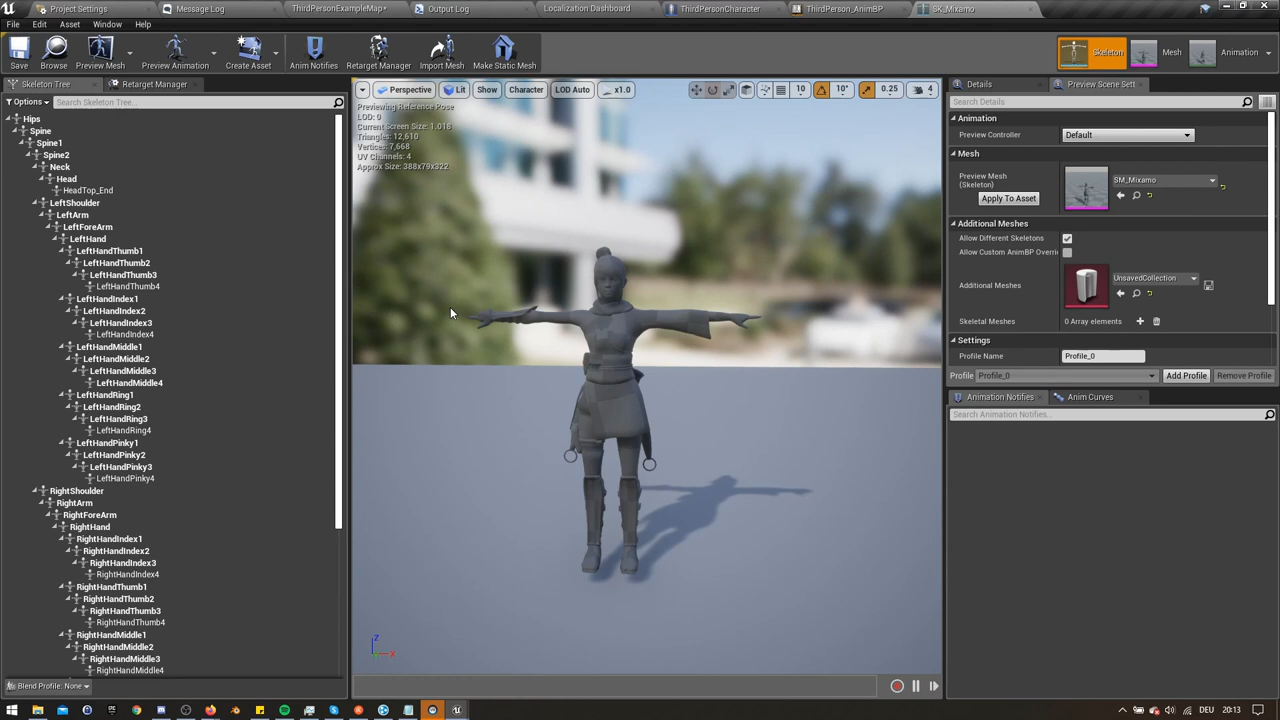 Project Settings
Message Log
ThirdPersonExampleMap*
Output Log
Localization Dashboard
ThirdPersonCharacter
ThirdPerson_AnimBP
SK_Mixamo
File Edit Asset Window Help
Save
Browse
Preview Mesh
Preview Animation
Create Asset
Anim Notifies
Retarget Manager
Import Mesh
Make Static Mesh
Skeleton
Mesh
Animation
Skeleton Tree
Retarget Manager
Options
Search Skeleton Tree...
Hips
Spine
Spine1
Spine2
Neck
Head
HeadTop_End
LeftShoulder
LeftArm
LeftForeArm
LeftHand
LeftHandThumb1
LeftHandThumb2
LeftHandThumb3
LeftHandThumb4
LeftHandIndex1
LeftHandIndex2
LeftHandIndex3
LeftHandIndex4
LeftHandMiddle1
LeftHandMiddle2
LeftHandMiddle3
LeftHandMiddle4
LeftHandRing1
LeftHandRing2
LeftHandRing3
LeftHandRing4
LeftHandPinky1
LeftHandPinky2
LeftHandPinky3
LeftHandPinky4
RightShoulder
RightArm
RightForeArm
RightHand
RightHandIndex1
RightHandIndex2
RightHandIndex3
RightHandIndex4
RightHandThumb1
RightHandThumb2
RightHandThumb3
RightHandThumb4
RightHandMiddle1
RightHandMiddle2
RightHandMiddle3
RightHandMiddle4
Blend Profile: None
Perspective
Lit
Show
Character
LOD Auto
x1.0
10
10°
0.25
4
Previewing Reference Pose
LOD: 0
Current Screen Size: 1.018
Triangles: 12,610
Vertices: 7,668
UV Channels: 4
Approx Size: 388x79x322
Z
X
Details
Preview Scene Sett
Search Details
Animation
Preview Controller
Default
Mesh
Preview Mesh
(Skeleton)
Apply To Asset
SM_Mixamo
Additional Meshes
Allow Different Skeletons
Allow Custom AnimBP Overri
Additional Meshes
UnsavedCollection
Skeletal Meshes
0 Array elements
Settings
Profile Name
Profile_0
Profile
Profile_0
Add Profile
Remove Profile
Animation Notifies
Anim Curves
Search Animation Notifies...
DEU
20:13